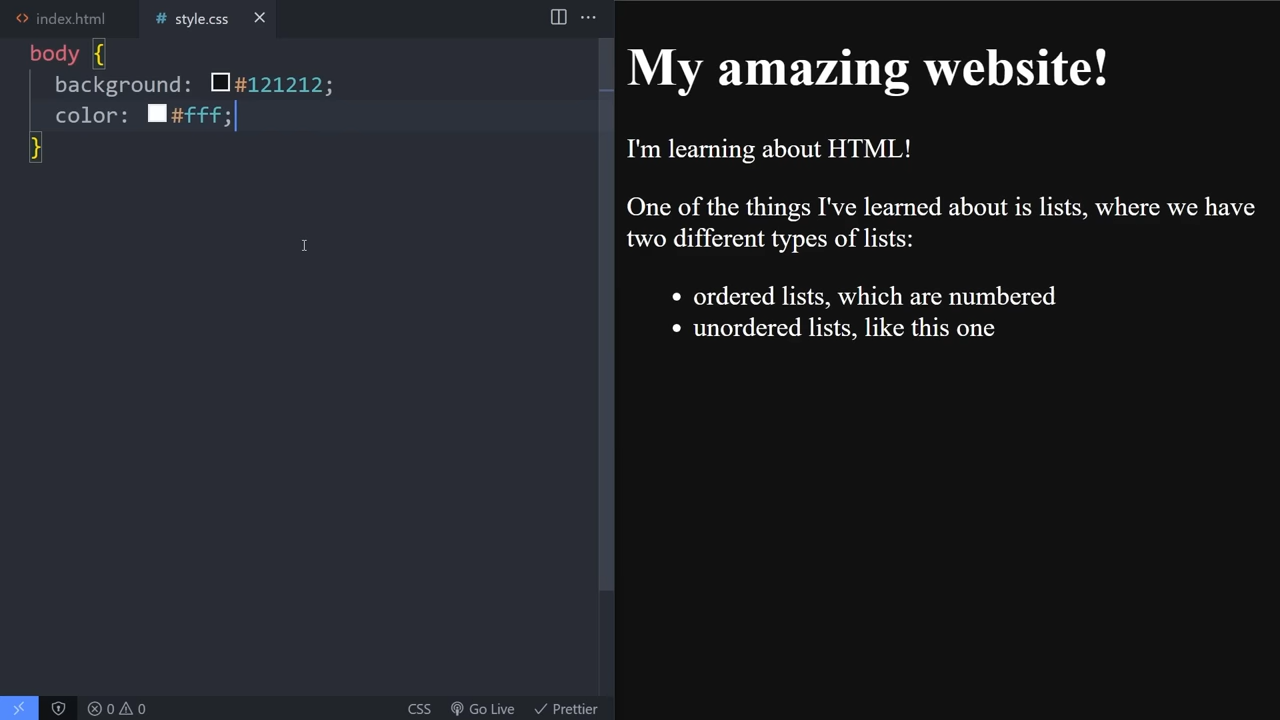 index.html
style.css
body {
background: #121212;
color: #fff;
}
My amazing website!
I'm learning about HTML!
One of the things I've learned about is lists, where we have
two different types of lists:
• ordered lists, which are numbered
• unordered lists, like this one
0 0
CSS
Go Live
Prettier